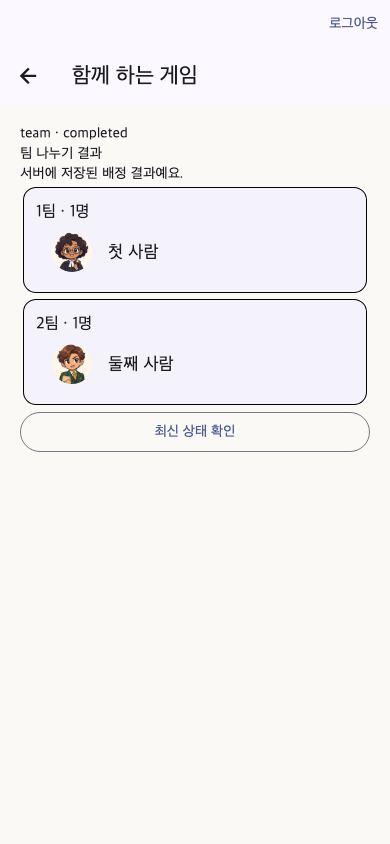 로그아웃
함께 하는 게임
team · completed
팀 나누기 결과
서버에 저장된 배정 결과예요.
1팀 · 1명
첫 사람
2팀 · 1명
둘째 사람
최신 상태 확인